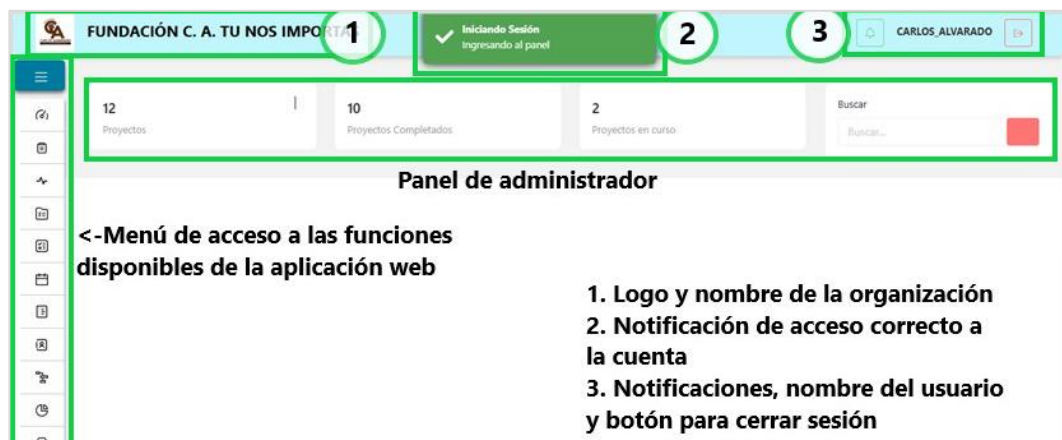 CA
FUNDACIÓN C. A. TU NOS IMPORTAS
1
Iniciando Sesión
Ingresando al panel
2
3
CARLOS_ALVARADO
12
Proyectos
10
Proyectos Completados
2
Proyectos en curso
Buscar
Buscar...
Panel de administrador
<-Menú de acceso a las funciones
disponibles de la aplicación web
1. Logo y nombre de la organización
2. Notificación de acceso correcto a
la cuenta
3. Notificaciones, nombre del usuario
y botón para cerrar sesión